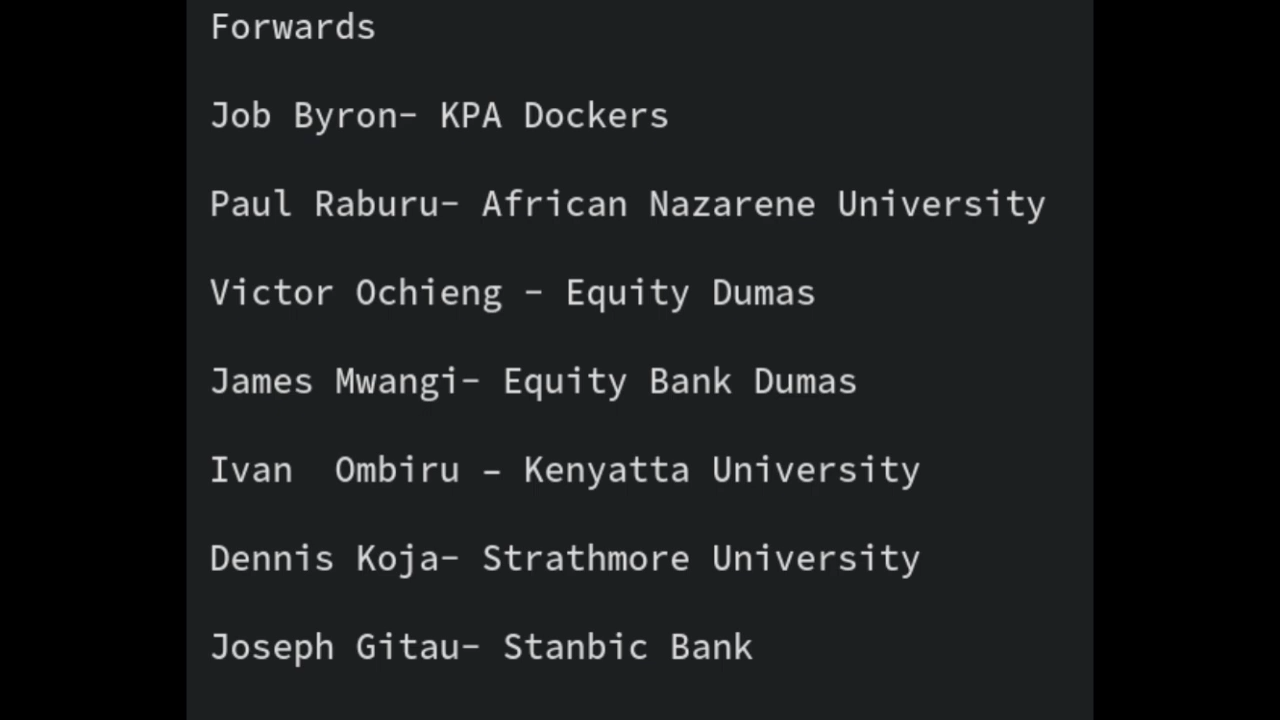 Forwards
Job Byron- KPA Dockers
Paul Raburu- African Nazarene University
Victor Ochieng - Equity Dumas
James Mwangi- Equity Bank Dumas
Ivan  Ombiru – Kenyatta University
Dennis Koja- Strathmore University
Joseph Gitau- Stanbic Bank